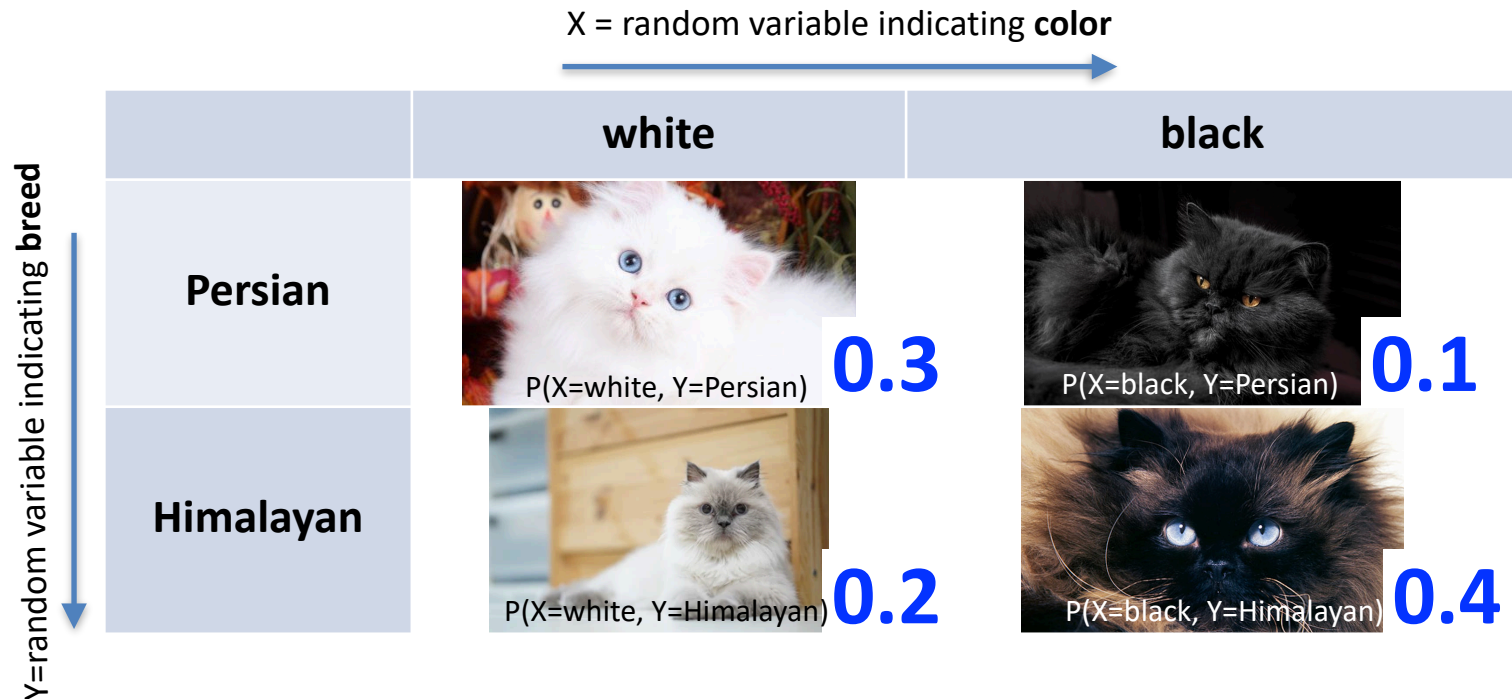 X = random variable indicating color
Y=random variable indicating breed
white
black
Persian
P(X=white, Y=Persian)
0.3
P(X=black, Y=Persian)
0.1
Himalayan
P(X=white, Y=Himalayan)
0.2
P(X=black, Y=Himalayan)
0.4